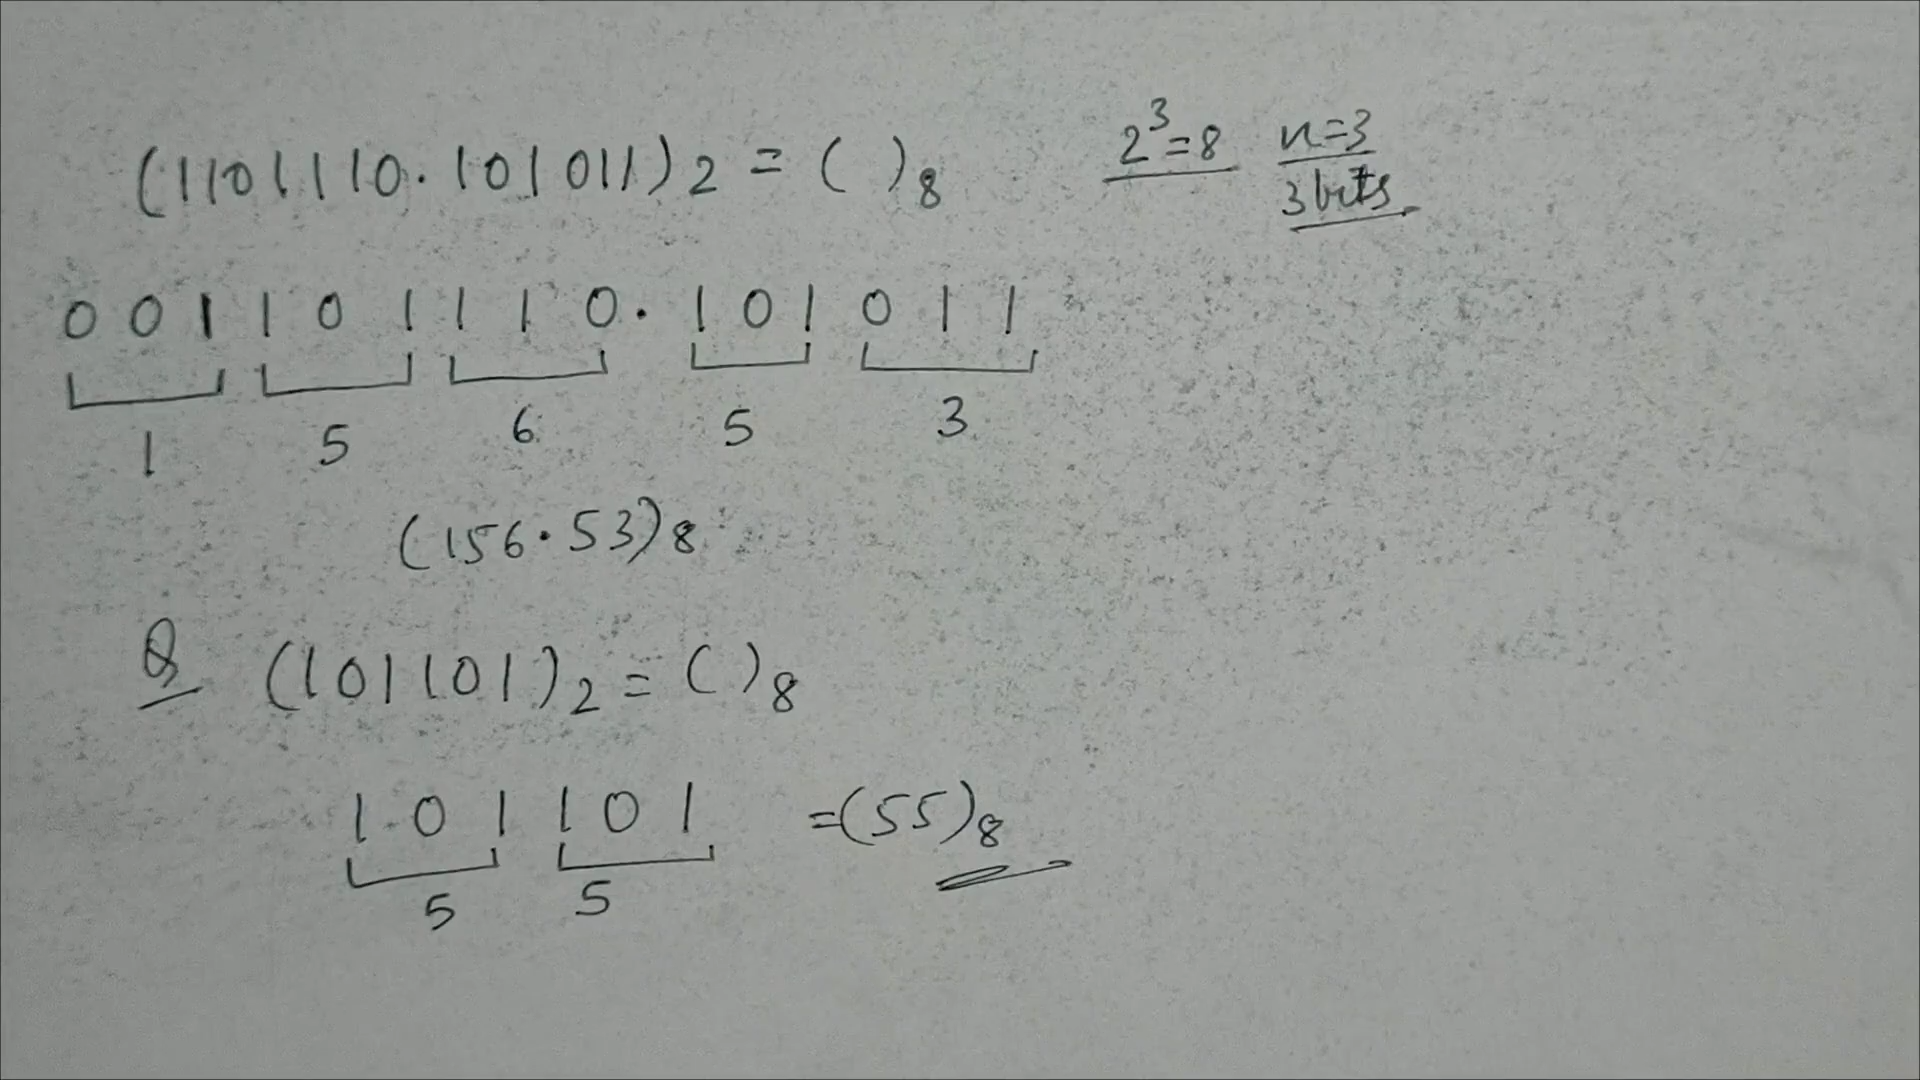 (1101110.101011)2 = ( )8 2³=8 n=3
3 bits
0 0 1 1 0 1 1 1 0 . 1 0 1 0 1 1
1 5 6 5 3
(156.53)8
Q (101101)2 = ( )8
1 0 1 1 0 1 =(55)8
5 5